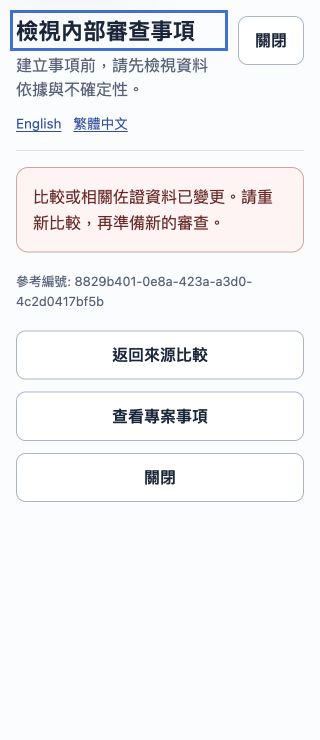 檢視內部審查事項
關閉
建立事項前，請先檢視資料
依據與不確定性。
English 繁體中文
比較或相關佐證資料已變更。請重
新比較，再準備新的審查。
參考編號: 8829b401-0e8a-423a-a3d0-
4c2d0417bf5b
返回來源比較
查看專案事項
關閉